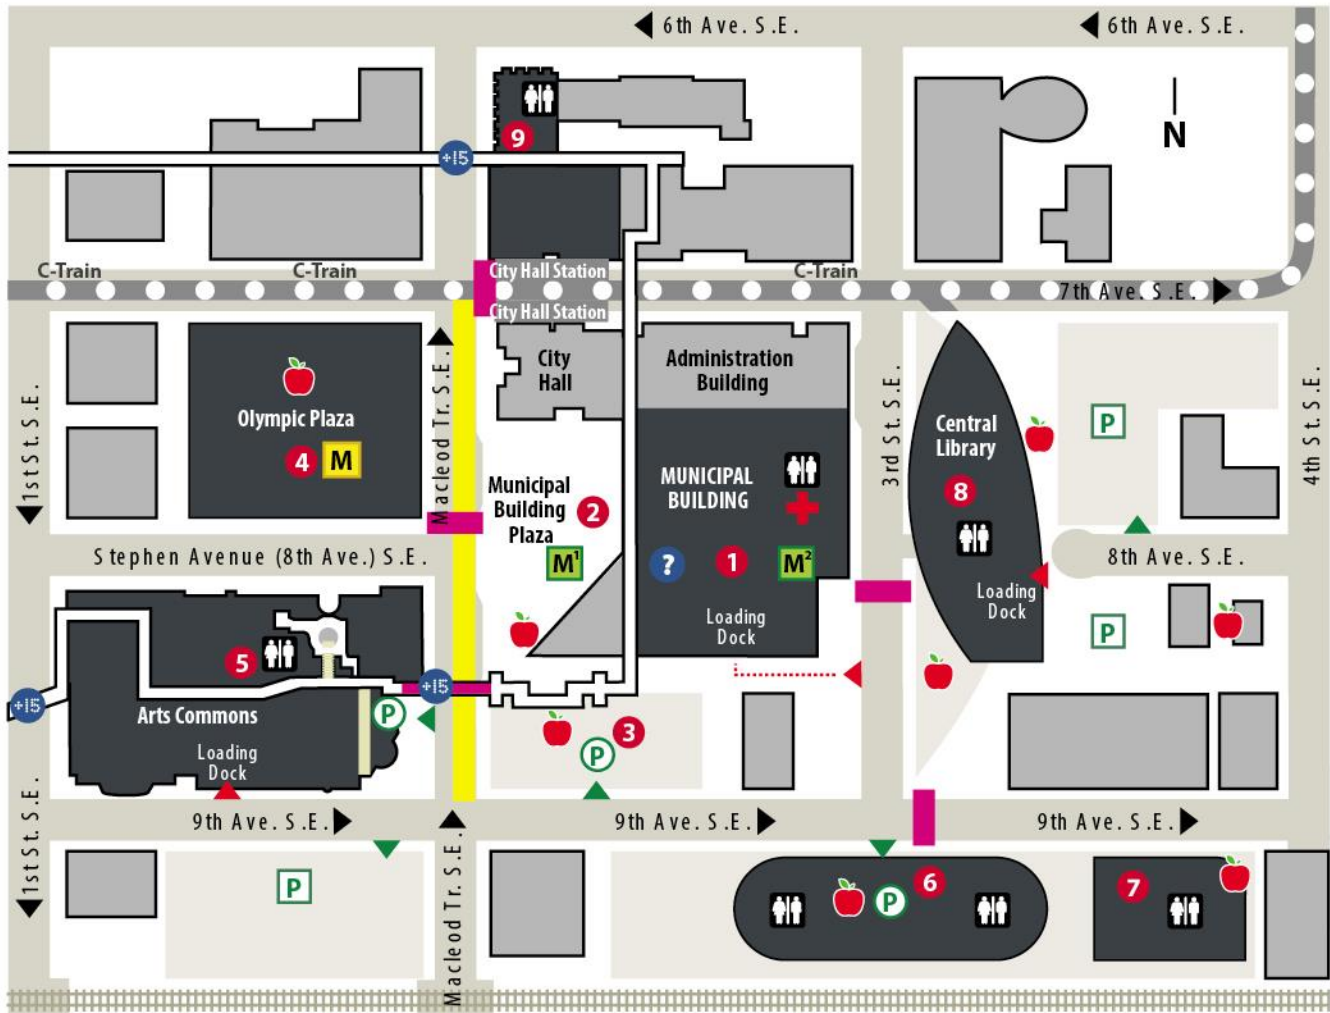 6th Ave. S.E.
6th Ave. S.E.
N
9
+15
C-Train
C-Train
City Hall Station
C-Train
7th Ave. S.E.
City Hall Station
City
Hall
Administration
Building
1st St. S.E.
Macleod Tr. S.E.
3rd St. S.E.
4th St. S.E.
Olympic Plaza
4
M
Municipal
Building
Plaza
2
M1
MUNICIPAL
BUILDING
?
1
M2
Loading
Dock
Central
Library
8
Loading
Dock
P
Stephen Avenue (8th Ave.) S.E.
8th Ave. S.E.
P
5
+15
+15
Arts Commons
P
Loading
Dock
3
P
1st St. S.E.
9th Ave. S.E.
9th Ave. S.E.
9th Ave. S.E.
Macleod Tr. S.E.
P
P
6
7